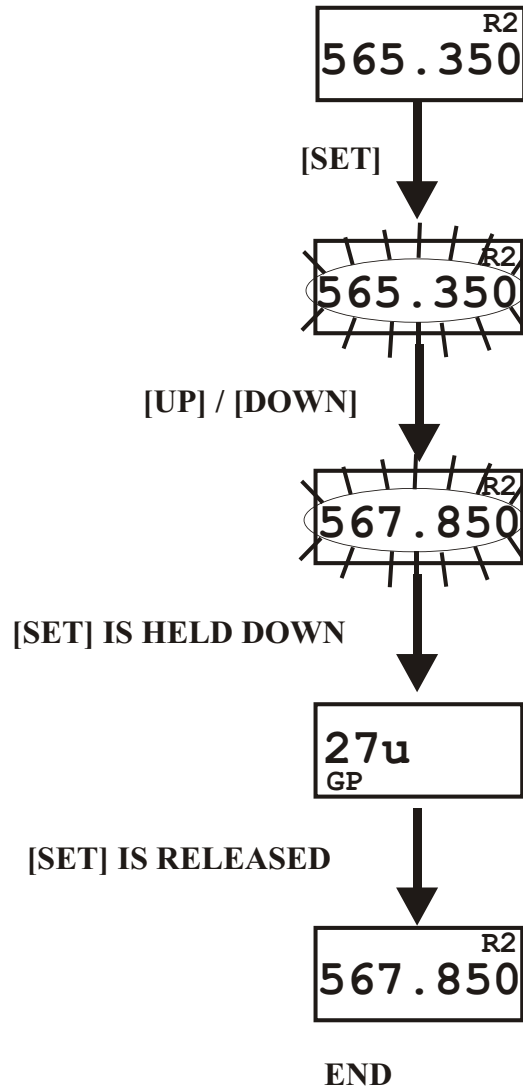 R2
565.350
[SET]
R2
565.350
[UP] / [DOWN]
R2
567.850
[SET] IS HELD DOWN
27u
GP
[SET] IS RELEASED
R2
567.850
END